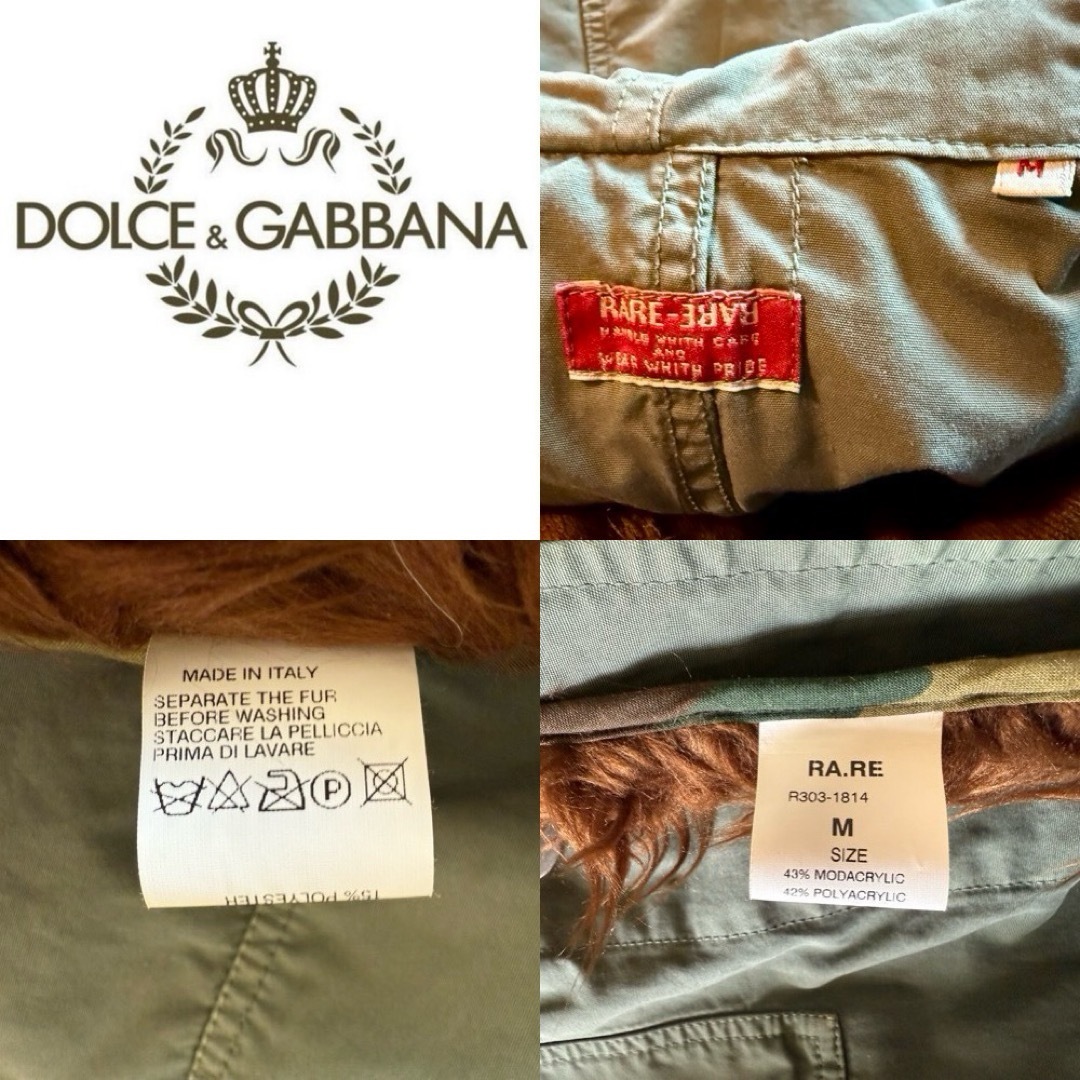 DOLCE & GABBANA
M
RARE-RARE
HANDLE WHITH CARE
AND
WEAR WHITH PRIDE
MADE IN ITALY
SEPARATE THE FUR
BEFORE WASHING
STACCARE LA PELLICCIA
PRIMA DI LAVARE
P
15% POLYESTER
RA.RE
R303-1814
M
SIZE
43% MODACRYLIC
42% POLYACRYLIC